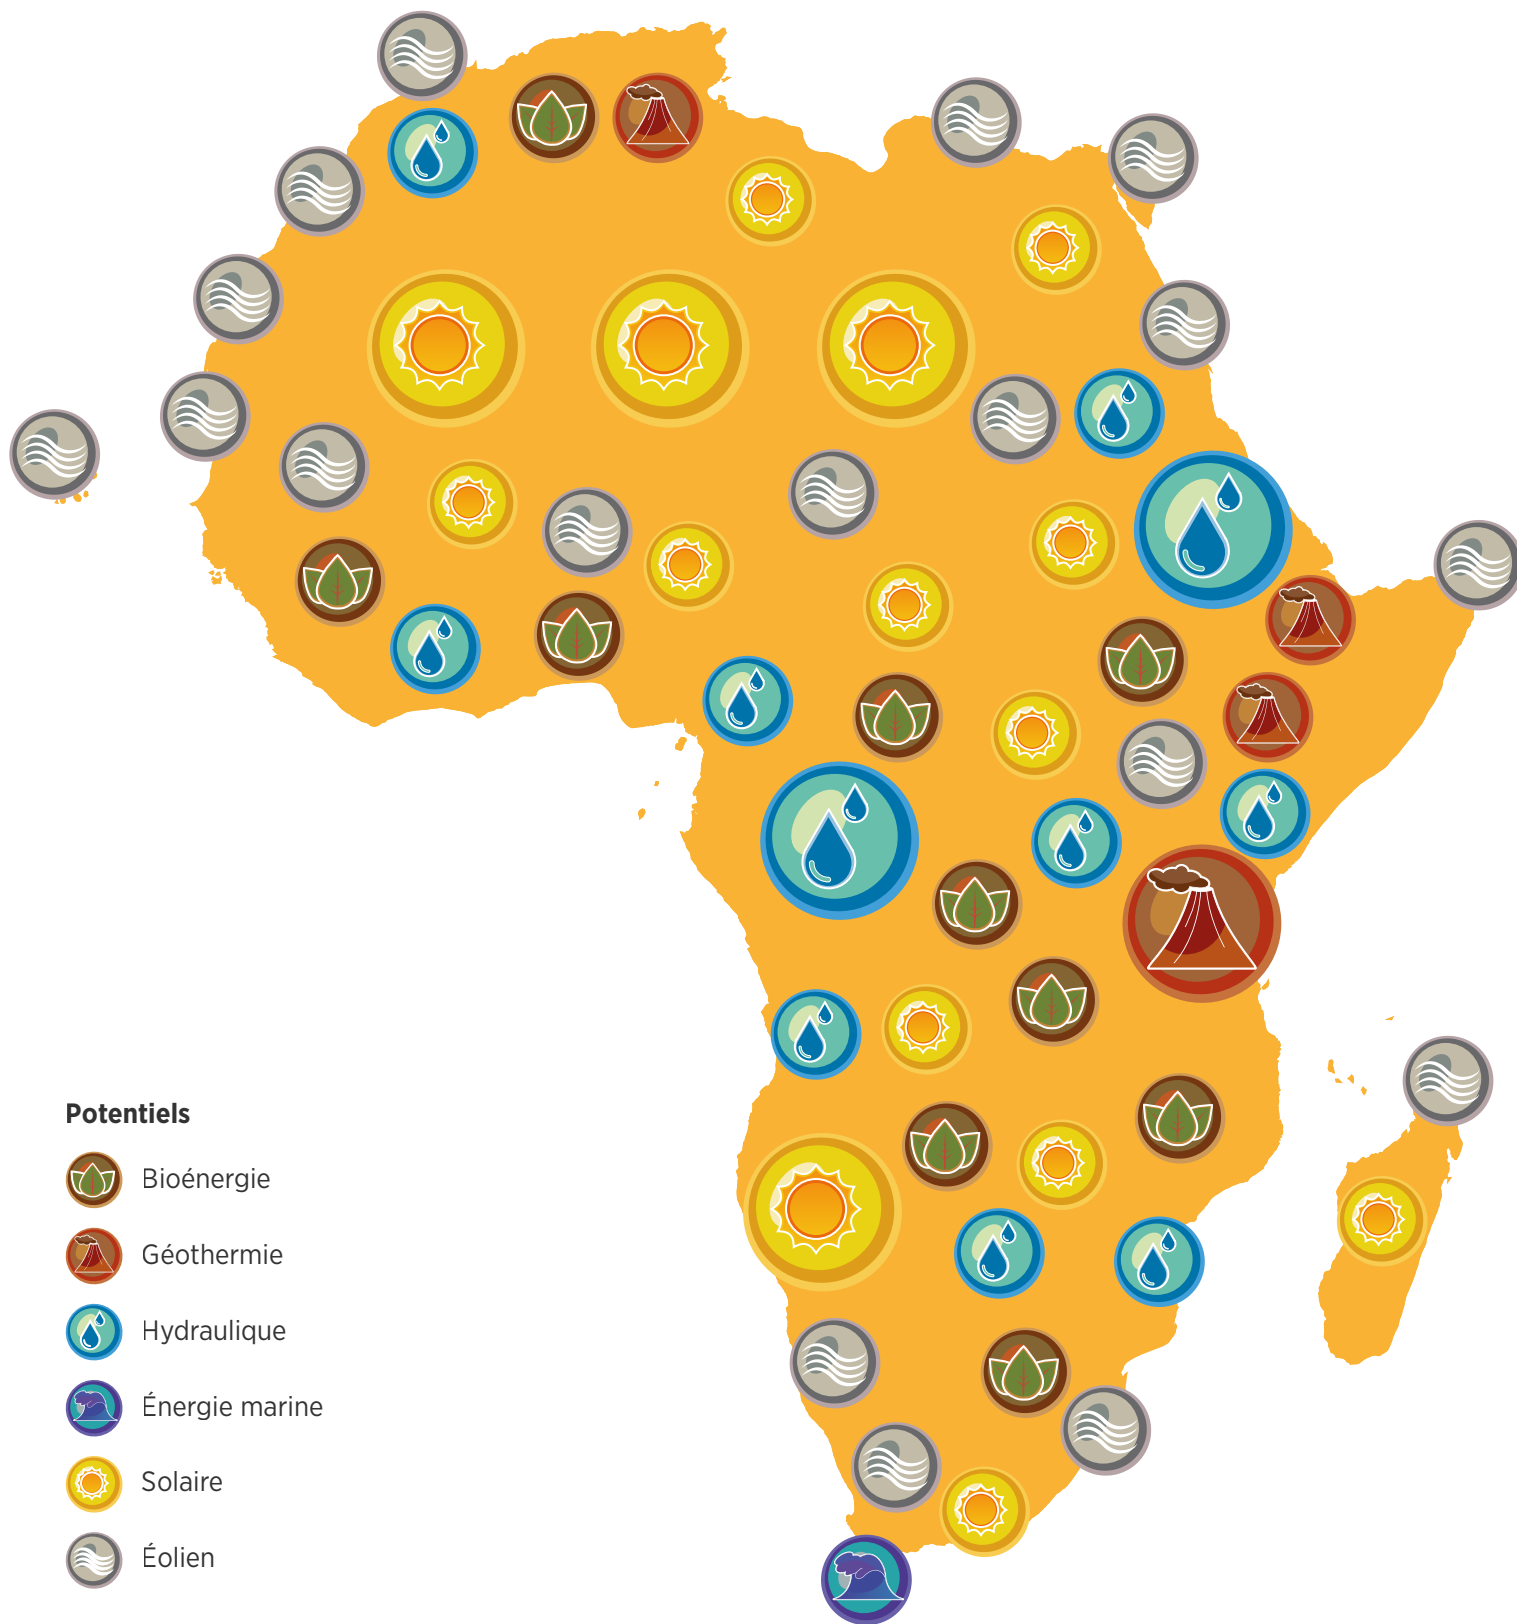 Potentiels
Bioénergie
Géothermie
Hydraulique
Énergie marine
Solaire
Éolien